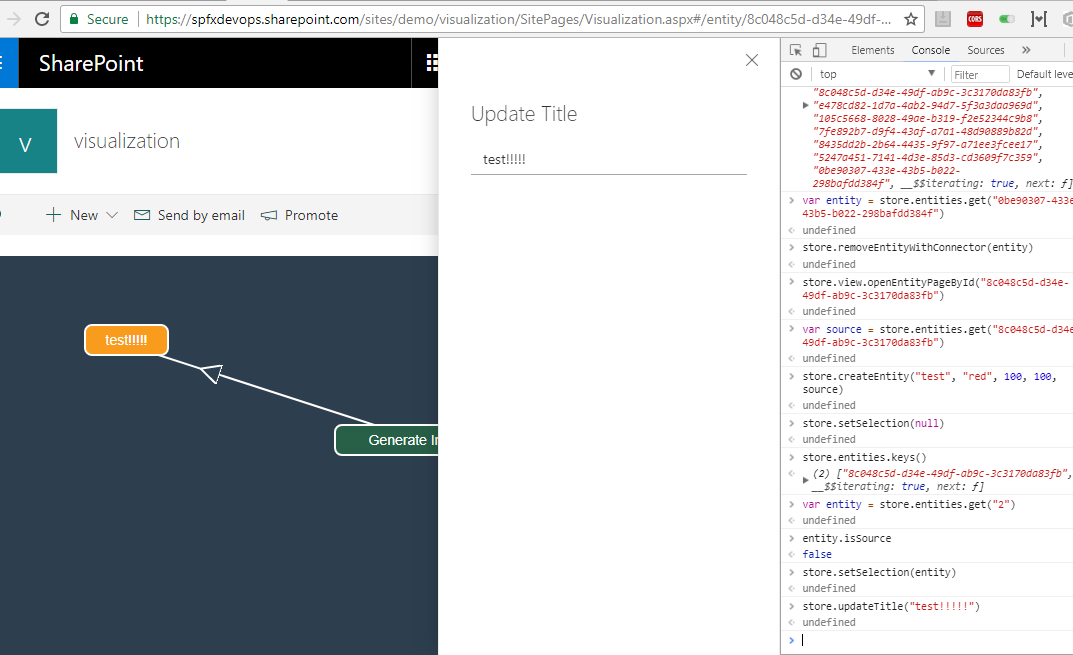 Secure https://spfxdevops.sharepoint.com/sites/demo/visualization/SitePages/Visualization.aspx#/entity/8c048c5d-d34e-49df-...
CORS
SharePoint
V
visualization
New
Send by email
Promote
test!!!!!
Generate
Update Title
test!!!!!
Elements Console Sources »
top Filter Default leve
"8c048c5d-d34e-49df-ab9c-3c3170da83fb",
"e478cd82-1d7a-4ab2-94d7-5f3a3daa969d",
"105c5668-8028-49ae-b319-f2e52344c9b8",
"7fe892b7-d9f4-43af-a7a1-48d90889b82d",
"8435dd2b-2b64-4435-9f97-a71ee3fcee17",
"5247a451-7141-4d3e-85d3-cd3609f7c359",
"0be90307-433e-43b5-b022-
298bafdd384f", __$$iterating: true, next: ƒ]
var entity = store.entities.get("0be90307-433e
43b5-b022-298bafdd384f")
undefined
store.removeEntityWithConnector(entity)
undefined
store.view.openEntityPageById("8c048c5d-d34e-
49df-ab9c-3c3170da83fb")
undefined
var source = store.entities.get("8c048c5d-d34e
49df-ab9c-3c3170da83fb")
undefined
store.createEntity("test", "red", 100, 100,
source)
undefined
store.setSelection(null)
undefined
store.entities.keys()
(2) ["8c048c5d-d34e-49df-ab9c-3c3170da83fb",
__$$iterating: true, next: ƒ]
var entity = store.entities.get("2")
undefined
entity.isSource
false
store.setSelection(entity)
undefined
store.updateTitle("test!!!!!")
undefined